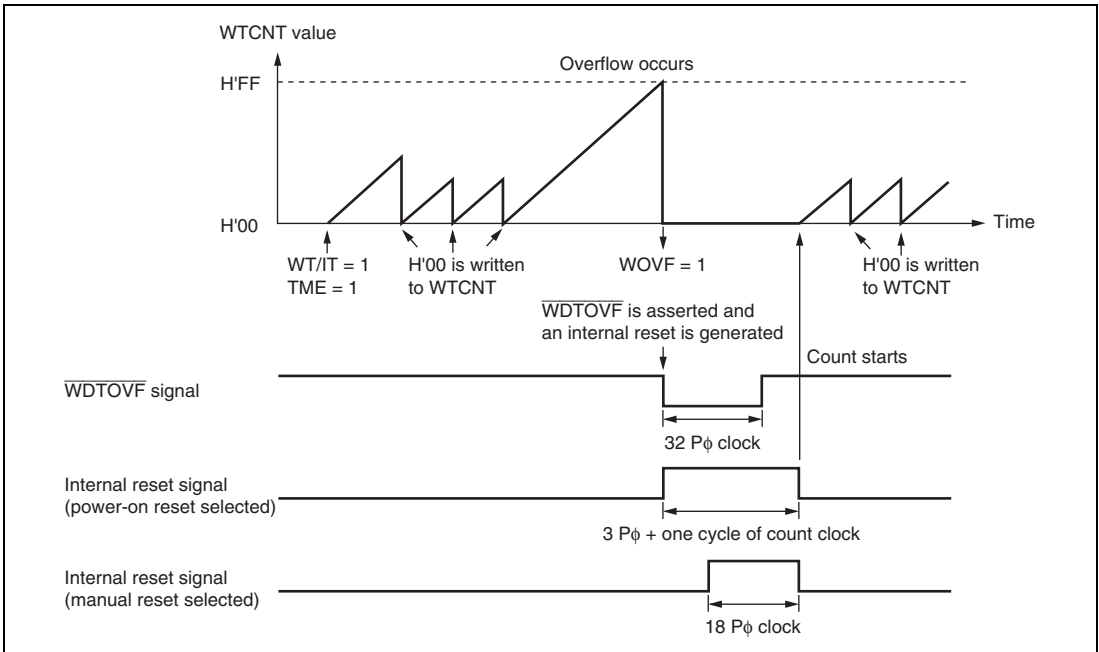 WTCNT value
Overflow occurs
H'FF
H'00
Time
WT/IT = 1
TME = 1
H'00 is written
to WTCNT
WOVF = 1
H'00 is written
to WTCNT
WDTOVF is asserted and
an internal reset is generated
Count starts
WDTOVF signal
32 Pϕ clock
Internal reset signal
(power-on reset selected)
3 Pϕ + one cycle of count clock
Internal reset signal
(manual reset selected)
18 Pϕ clock